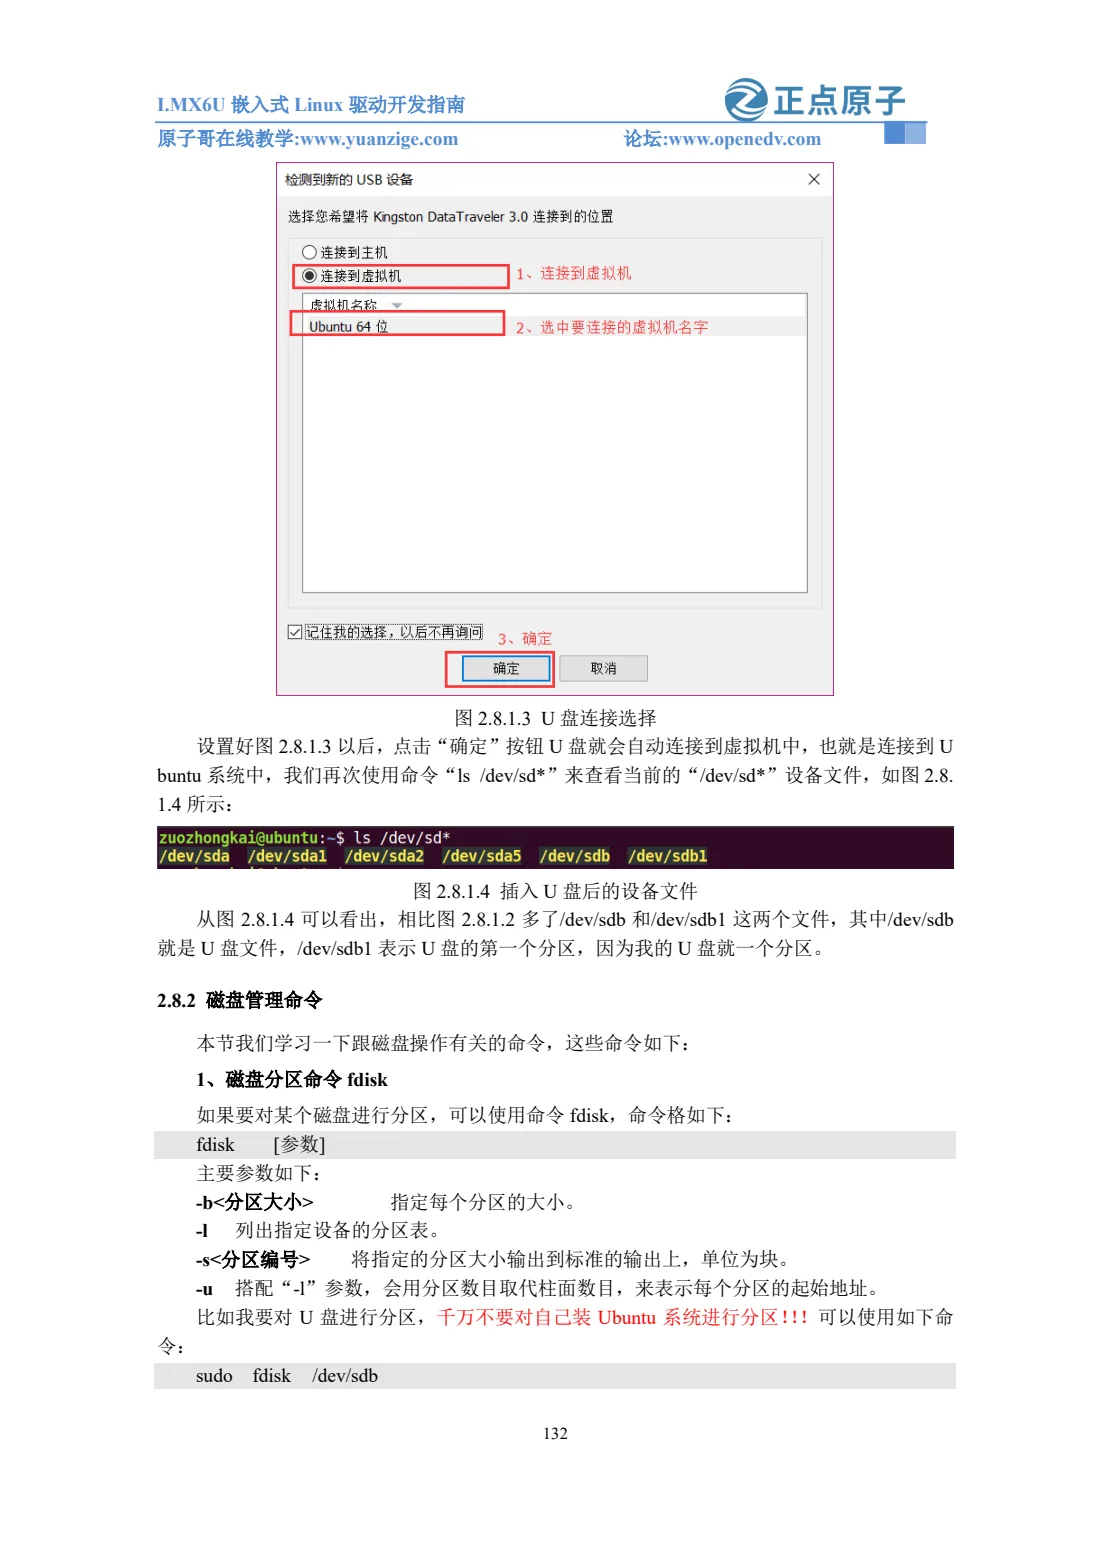 I.MX6U 嵌入式 Linux 驱动开发指南
正点原子
原子哥在线教学:www.yuanzige.com 论坛:www.openedv.com
检测到新的 USB 设备
选择您希望将 Kingston DataTraveler 3.0 连接到的位置
连接到主机
连接到虚拟机 1、连接到虚拟机
虚拟机名称
Ubuntu 64 位 2、选中要连接的虚拟机名字
记住我的选择，以后不再询问 3、确定
确定 取消
图 2.8.1.3 U 盘连接选择
设置好图 2.8.1.3 以后，点击“确定”按钮 U 盘就会自动连接到虚拟机中，也就是连接到 U
buntu 系统中，我们再次使用命令“ls /dev/sd*”来查看当前的“/dev/sd*”设备文件，如图 2.8.
1.4 所示：
zuozhongkai@ubuntu:~$ ls /dev/sd*
/dev/sda /dev/sda1 /dev/sda2 /dev/sda5 /dev/sdb /dev/sdb1
图 2.8.1.4 插入 U 盘后的设备文件
从图 2.8.1.4 可以看出，相比图 2.8.1.2 多了/dev/sdb 和/dev/sdb1 这两个文件，其中/dev/sdb
就是 U 盘文件，/dev/sdb1 表示 U 盘的第一个分区，因为我的 U 盘就一个分区。
2.8.2 磁盘管理命令
本节我们学习一下跟磁盘操作有关的命令，这些命令如下：
1、磁盘分区命令 fdisk
如果要对某个磁盘进行分区，可以使用命令 fdisk，命令格如下：
fdisk [参数]
主要参数如下：
-b<分区大小> 指定每个分区的大小。
-l 列出指定设备的分区表。
-s<分区编号> 将指定的分区大小输出到标准的输出上，单位为块。
-u 搭配“-l”参数，会用分区数目取代柱面数目，来表示每个分区的起始地址。
比如我要对 U 盘进行分区，千万不要对自己装 Ubuntu 系统进行分区！！！可以使用如下命
令：
sudo fdisk /dev/sdb
132